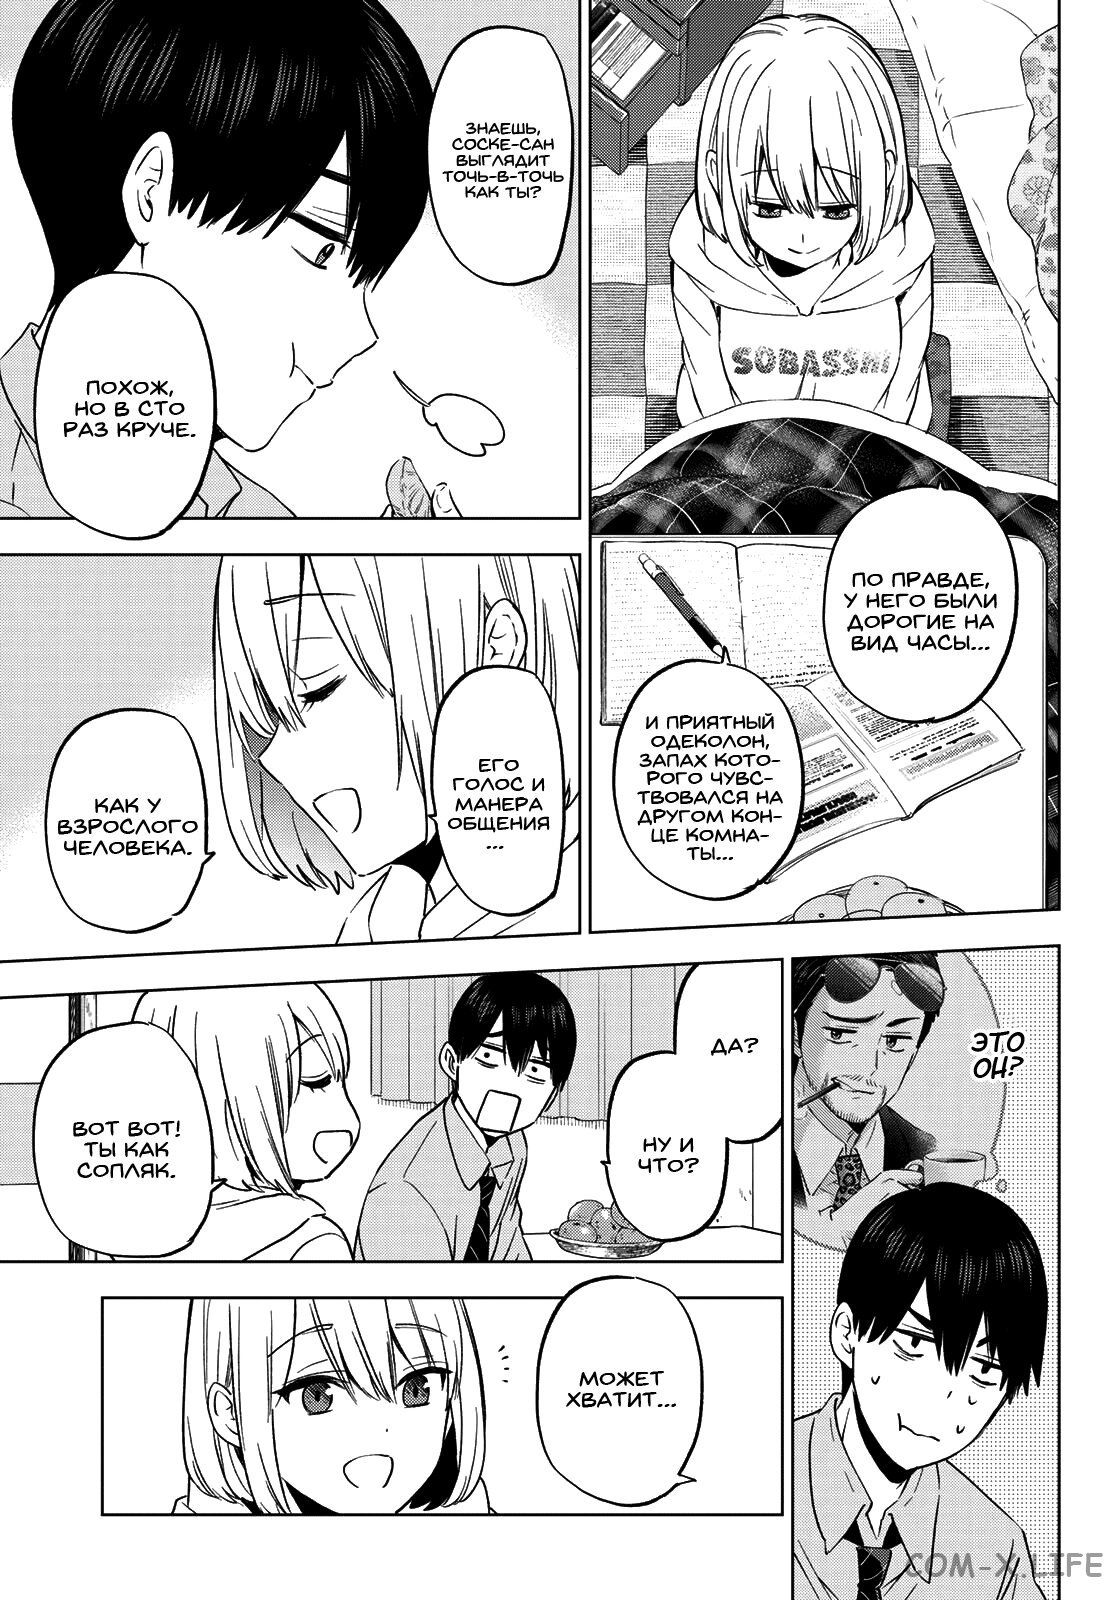 SOBASSHI
ЗНАЕШЬ,
СОСКЕ-САН
ВЫГЛЯДИТ
ТОЧЬ-В-ТОЧЬ
КАК ТЫ?
ПОХОЖ,
НО В СТО
РАЗ КРУЧЕ.
ПО ПРАВДЕ,
У НЕГО БЫЛИ
ДОРОГИЕ НА
ВИД ЧАСЫ...
И ПРИЯТНЫЙ
ОДЕКОЛОН,
ЗАПАХ КОТО-
РОГО ЧУВС-
ТВОВАЛСЯ НА
ДРУГОМ КОН-
ЦЕ КОМНА-
ТЫ...
ЕГО
ГОЛОС И
МАНЕРА
ОБЩЕНИЯ
...
КАК У
ВЗРОСЛОГО
ЧЕЛОВЕКА.
ЭТО
ОН?
ДА?
НУ И
ЧТО?
ВОТ ВОТ!
ТЫ КАК
СОПЛЯК.
МОЖЕТ
ХВАТИТ...
COM-X.LIFE